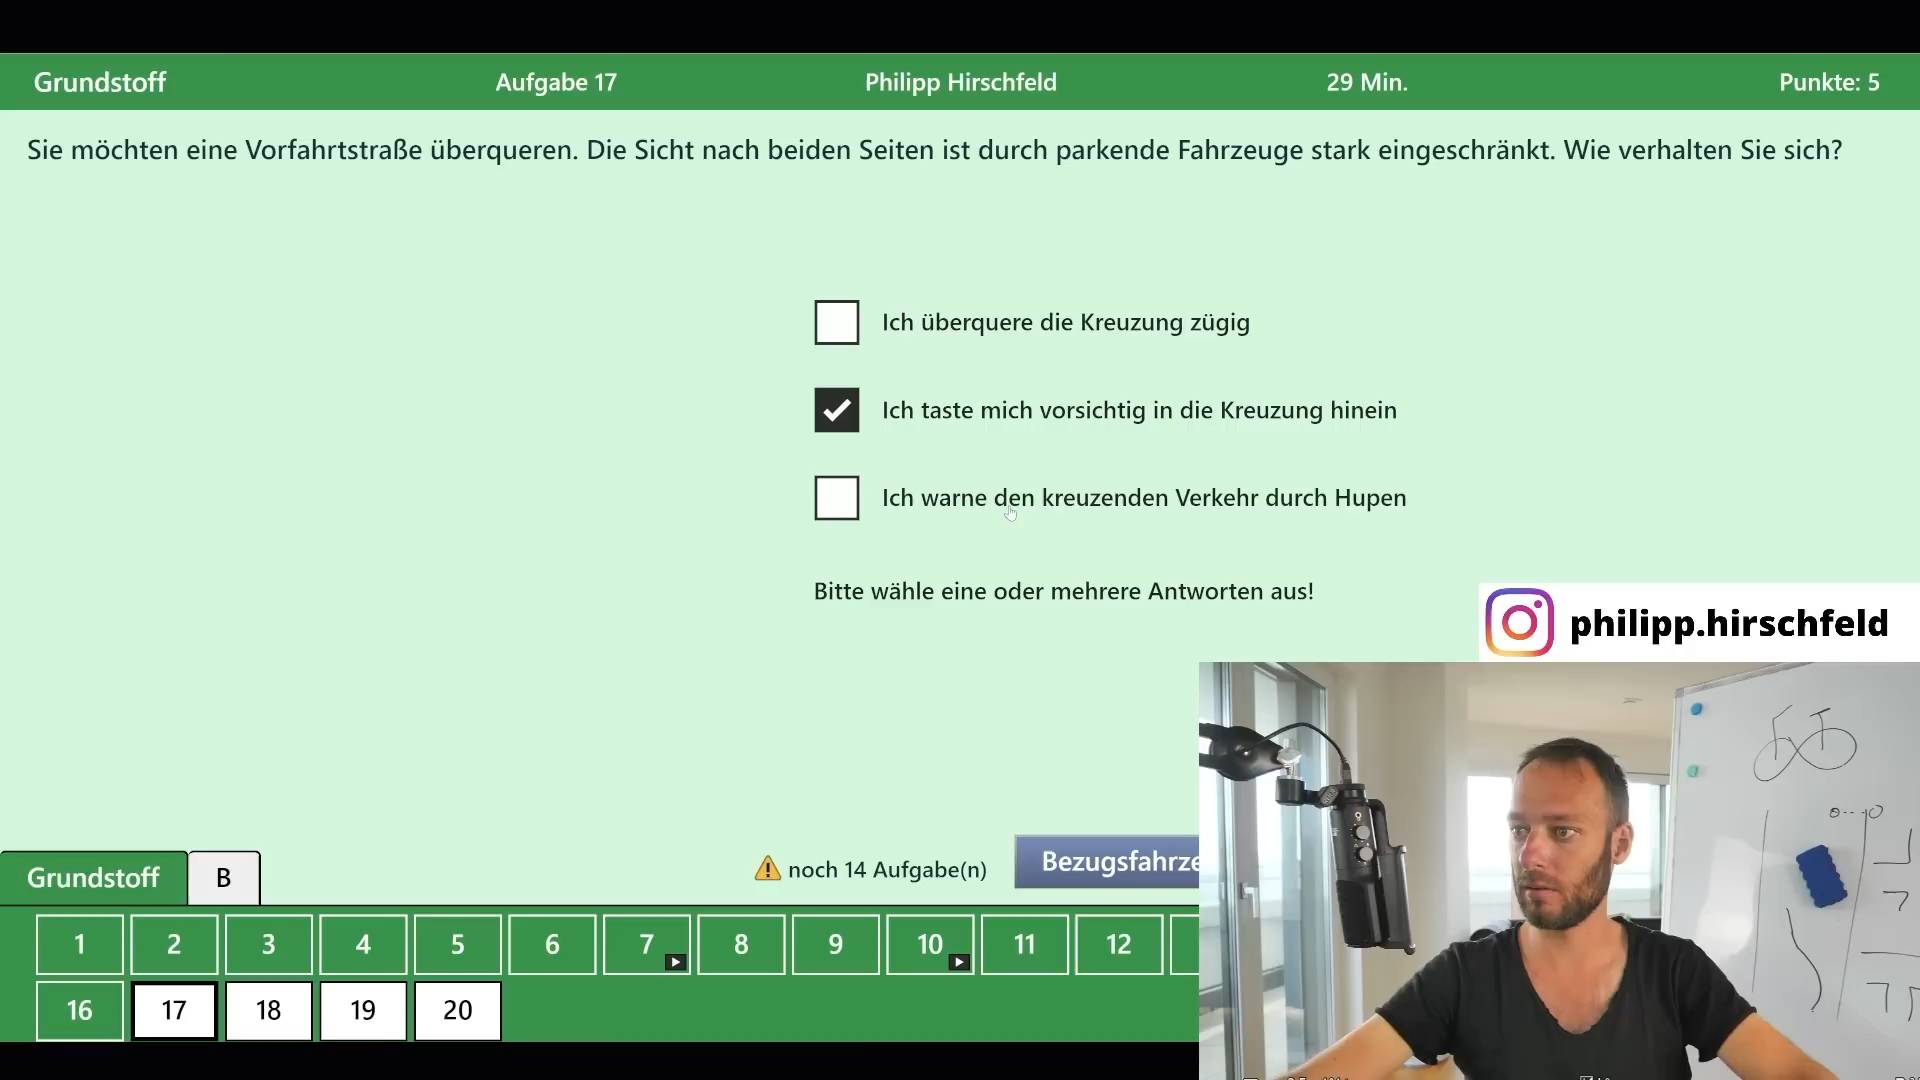 Grundstoff
Aufgabe 17
Philipp Hirschfeld
29 Min.
Punkte: 5
Sie möchten eine Vorfahrtstraße überqueren. Die Sicht nach beiden Seiten ist durch parkende Fahrzeuge stark eingeschränkt. Wie verhalten Sie sich?
Ich überquere die Kreuzung zügig
Ich taste mich vorsichtig in die Kreuzung hinein
Ich warne den kreuzenden Verkehr durch Hupen
Bitte wähle eine oder mehrere Antworten aus!
philipp.hirschfeld
Grundstoff
B
noch 14 Aufgabe(n)
Bezugsfahrze
1 2 3 4 5 6 7 8 9 10 11 12
16 17 18 19 20